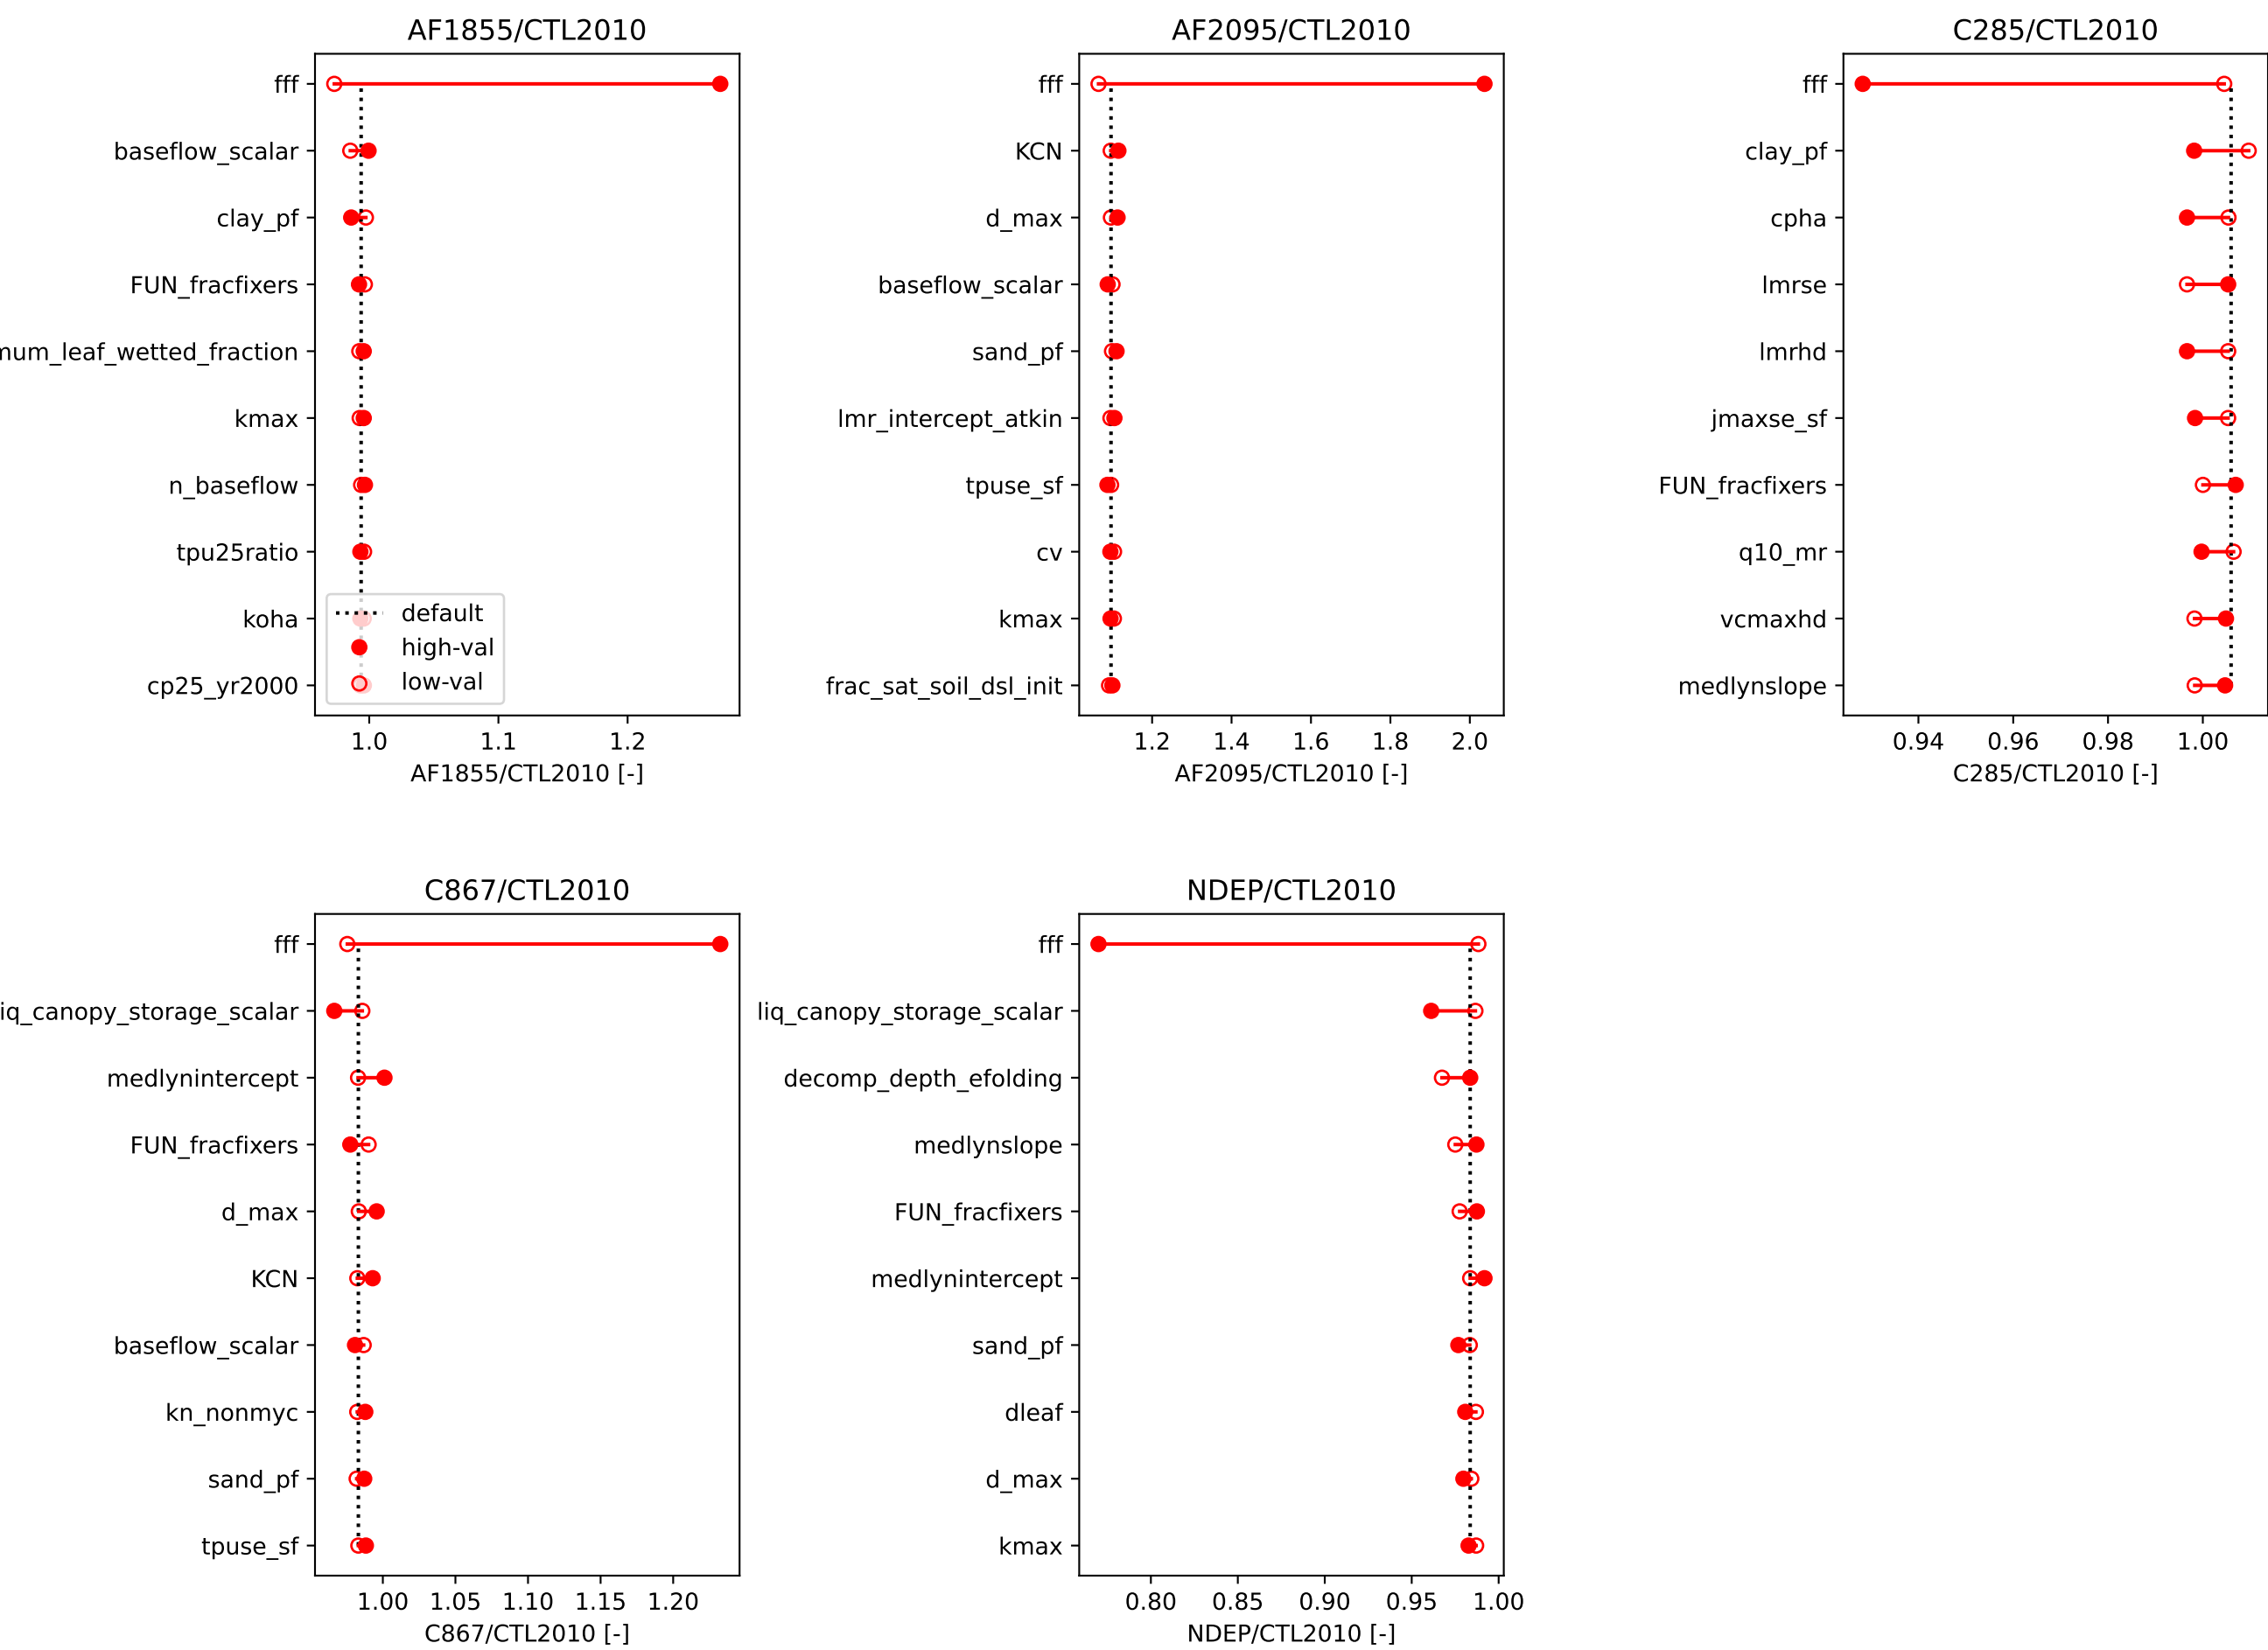 AF1855/CTL2010
fff
baseflow_scalar
clay_pf
FUN_fracfixers
mum_leaf_wetted_fraction
kmax
n_baseflow
tpu25ratio
koha
cp25_yr2000
default
high-val
low-val
1.0 1.1 1.2
AF1855/CTL2010 [-]
AF2095/CTL2010
fff
KCN
d_max
baseflow_scalar
sand_pf
lmr_intercept_atkin
tpuse_sf
cv
kmax
frac_sat_soil_dsl_init
1.2 1.4 1.6 1.8 2.0
AF2095/CTL2010 [-]
C285/CTL2010
fff
clay_pf
cpha
lmrse
lmrhd
jmaxse_sf
FUN_fracfixers
q10_mr
vcmaxhd
medlynslope
0.94 0.96 0.98 1.00
C285/CTL2010 [-]
C867/CTL2010
fff
iq_canopy_storage_scalar
medlynintercept
FUN_fracfixers
d_max
KCN
baseflow_scalar
kn_nonmyc
sand_pf
tpuse_sf
1.00 1.05 1.10 1.15 1.20
C867/CTL2010 [-]
NDEP/CTL2010
fff
liq_canopy_storage_scalar
decomp_depth_efolding
medlynslope
FUN_fracfixers
medlynintercept
sand_pf
dleaf
d_max
kmax
0.80 0.85 0.90 0.95 1.00
NDEP/CTL2010 [-]